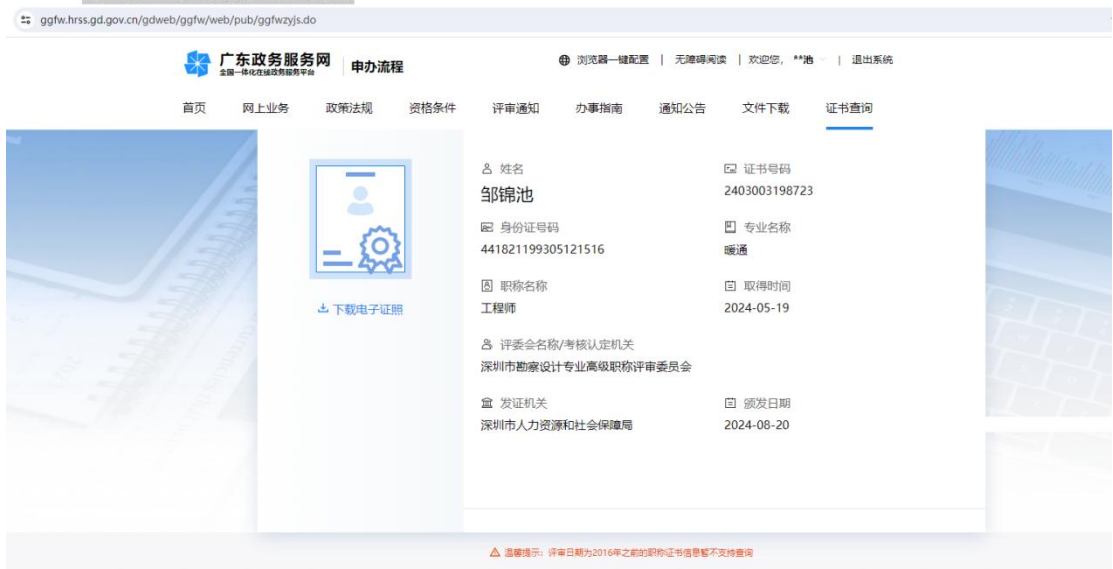 ggfw.hrss.gd.gov.cn/gdweb/ggfw/web/pub/ggfwzyjs.do
广东政务服务网 申办流程
全国一体化在线政务服务平台
浏览器一键配置 | 无障碍阅读 | 欢迎您，**池 | 退出系统
首页 网上业务 政策法规 资格条件 评审通知 办事指南 通知公告 文件下载 证书查询
姓名 证书号码
邹锦池 2403003198723
身份证号码 专业名称
441821199305121516 暖通
职称名称 取得时间
工程师 2024-05-19
下载电子证照
评委会名称/考核认定机关
深圳市勘察设计专业高级职称评审委员会
发证机关 颁发日期
深圳市人力资源和社会保障局 2024-08-20
温馨提示：评审日期为2016年之前的职称证书信息暂不支持查询